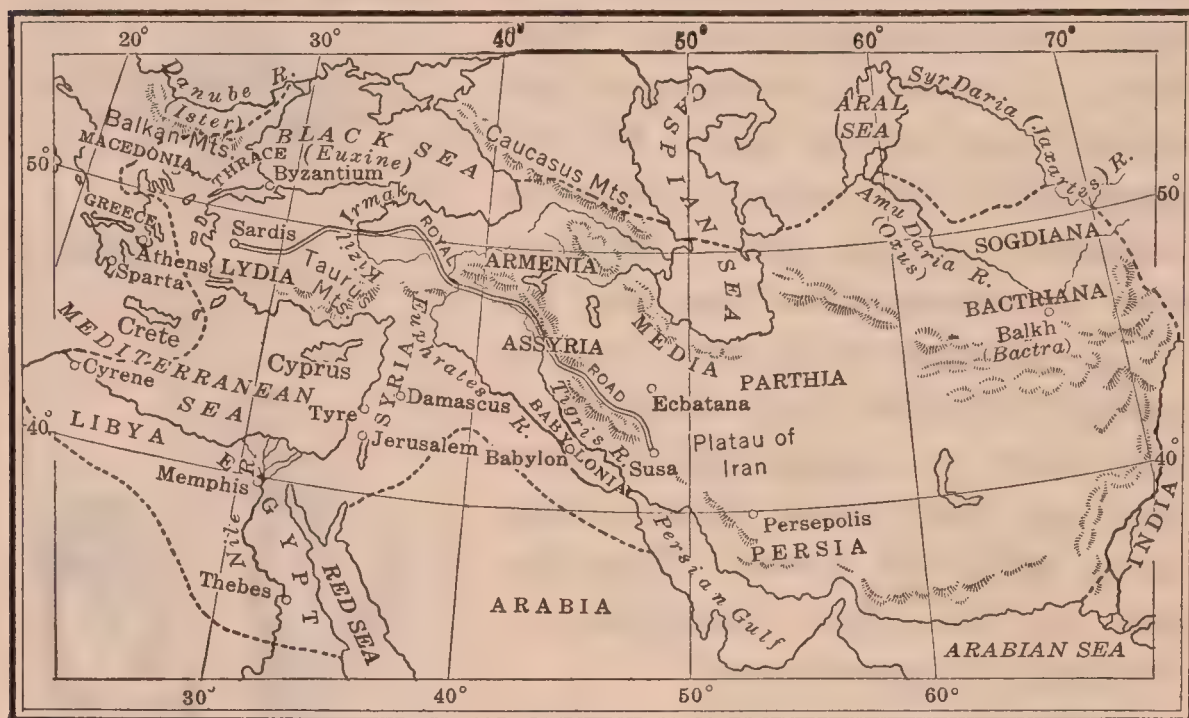 20° 30° 40° 50° 60° 70°
Danube R.
(Ister)
Balkan Mts.
MACEDONIA
THRACE
BLACK SEA
(Euxine)
Byzantium
Caucasus Mts.
CASPIAN SEA
ARAL SEA
Syr Daria (Jaxartus) R.
50°
50°
Amu Daria R.
(Oxus)
SOGDIANA
GREECE
Athens
Sparta
Sardis
LYDIA
Kizil Irmak
Taurus Mts.
ROYAL ROAD
ARMENIA
BACTRIANA
Balkh
(Bactra)
Crete
MEDITERRANEAN SEA
Cyprus
SYRIA
Euphrates R.
ASSYRIA
MEDIA
PARTHIA
Cyrene
Tyre
Damascus
Tigris R.
Ecbatana
40°
LIBYA
Jerusalem
Babylon
BABYLONIA
Susa
Platau of
Iran
40°
Memphis
EGYPT
Nile R.
Persian Gulf
Persepolis
PERSIA
INDIA
Thebes
RED SEA
ARABIA
ARABIAN SEA
30° 40° 50° 60°